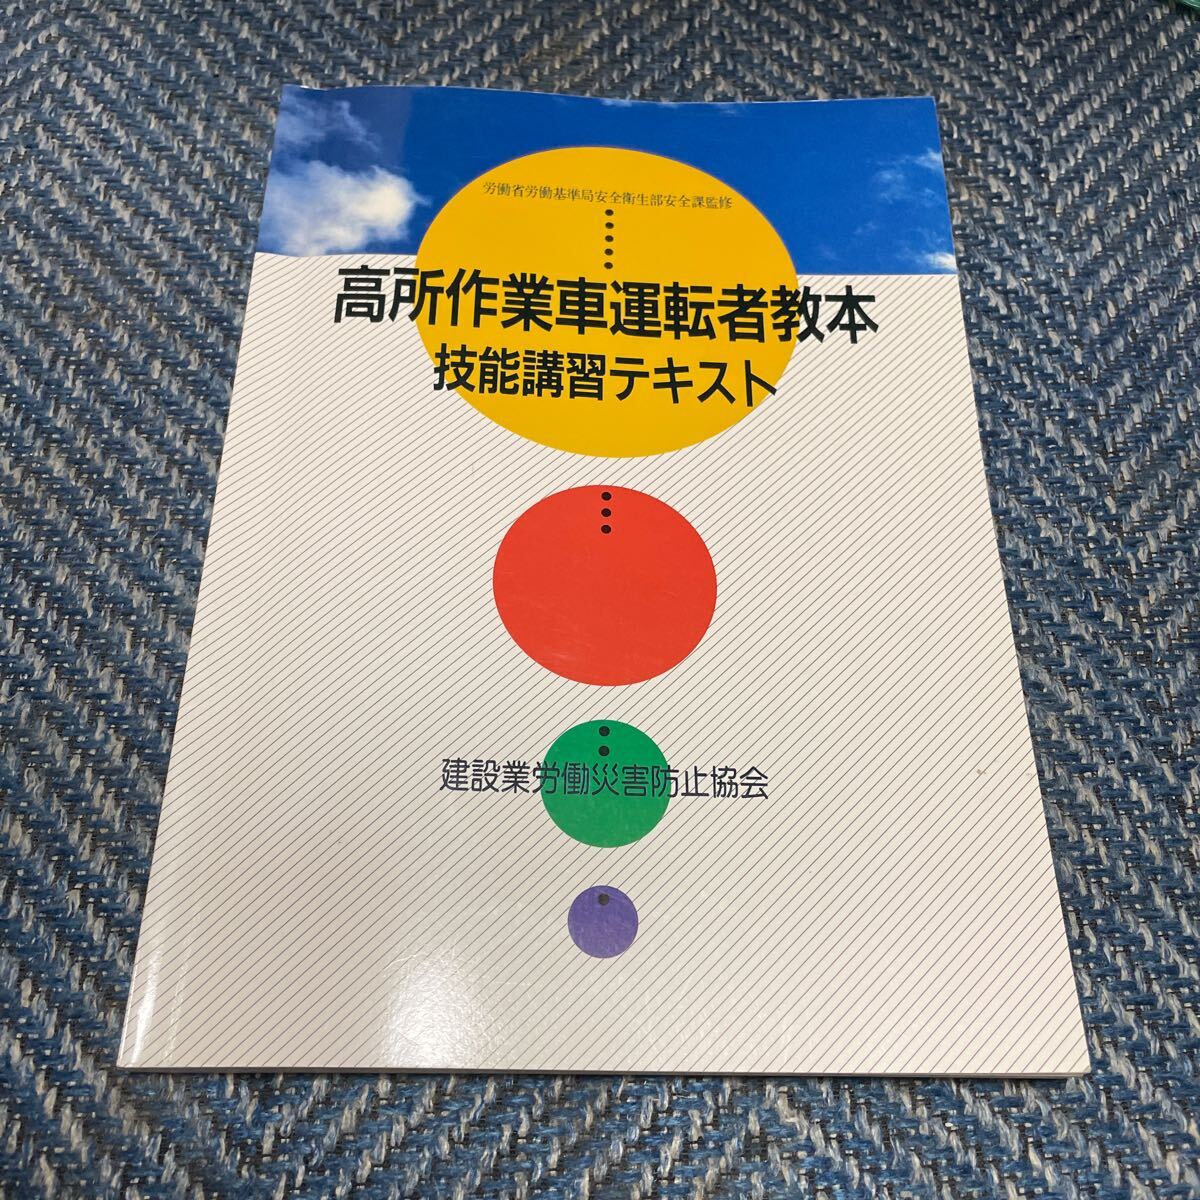 労働省労働基準局安全衛生部安全課監修
高所作業車運転者教本
技能講習テキスト
建設業労働災害防止協会